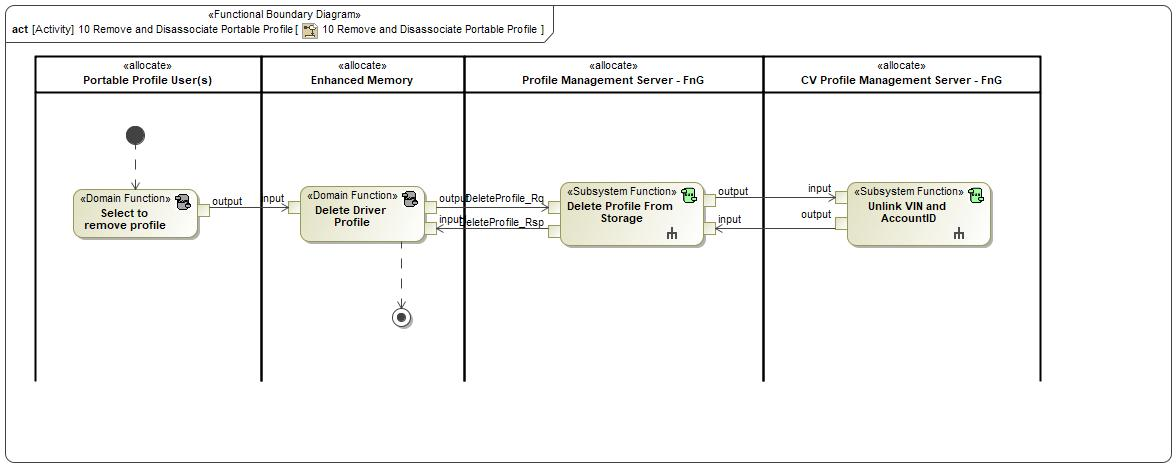 «Functional Boundary Diagram»
act [Activity] 10 Remove and Disassociate Portable Profile [ 10 Remove and Disassociate Portable Profile ]
«allocate»
Portable Profile User(s)
«allocate»
Enhanced Memory
«allocate»
Profile Management Server - FnG
«allocate»
CV Profile Management Server - FnG
«Domain Function»
Select to
remove profile
output
input
«Domain Function»
Delete Driver
Profile
output
DeleteProfile_Rq
input
DeleteProfile_Rsp
«Subsystem Function»
Delete Profile From
Storage
output
input
input
output
«Subsystem Function»
Unlink VIN and
AccountID